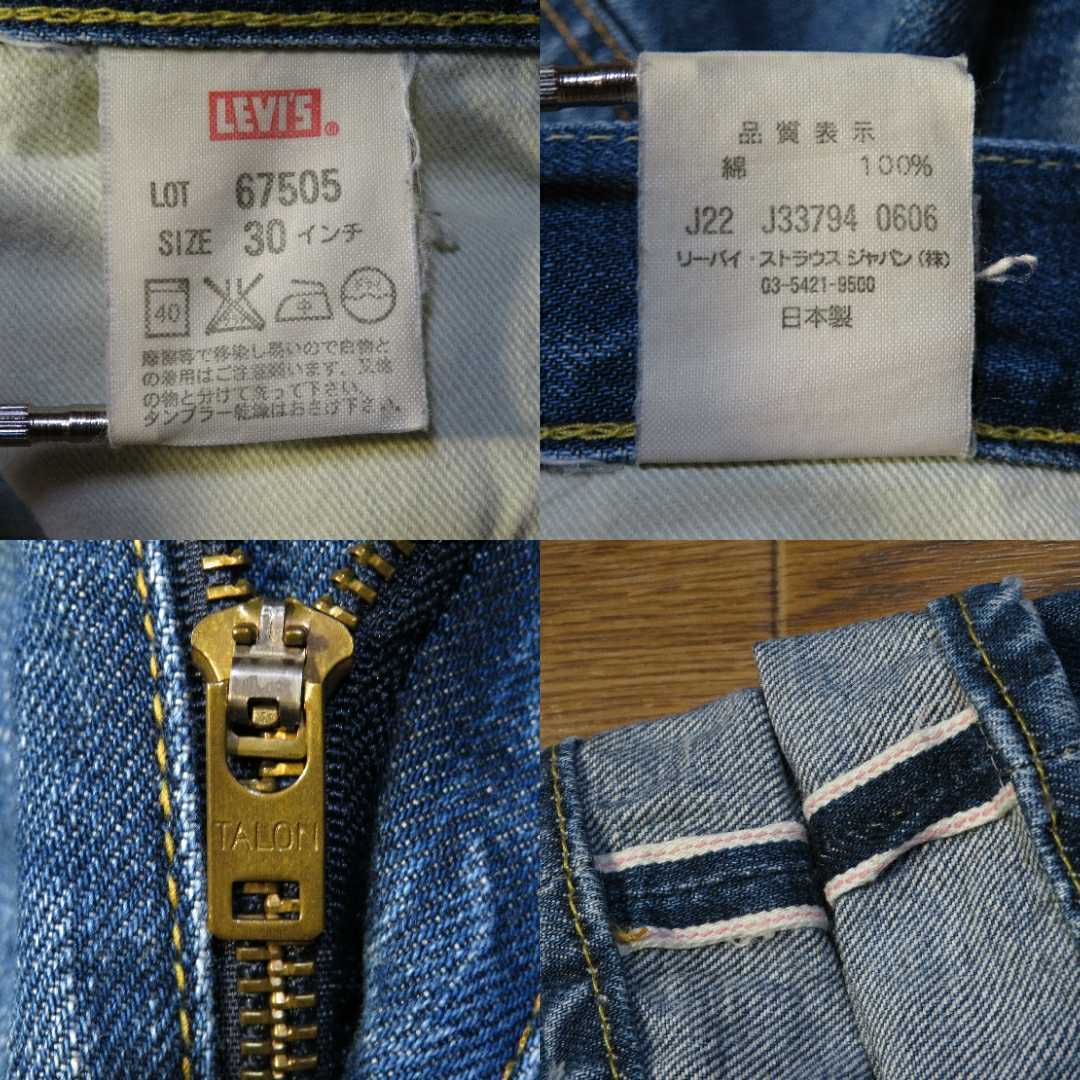 LEVI'S®
LOT 67505
SIZE 30 インチ
40 中
摩擦等で移染し易いので白物と
の着用はご注意願います。又、他
の物と分けて洗って下さい。
タンブラー乾燥はおさけ下さい。
品質表示
綿 100%
J22 J33794 0606
リーバイ・ストラウス ジャパン(株)
03-5421-9500
日本製
TALON